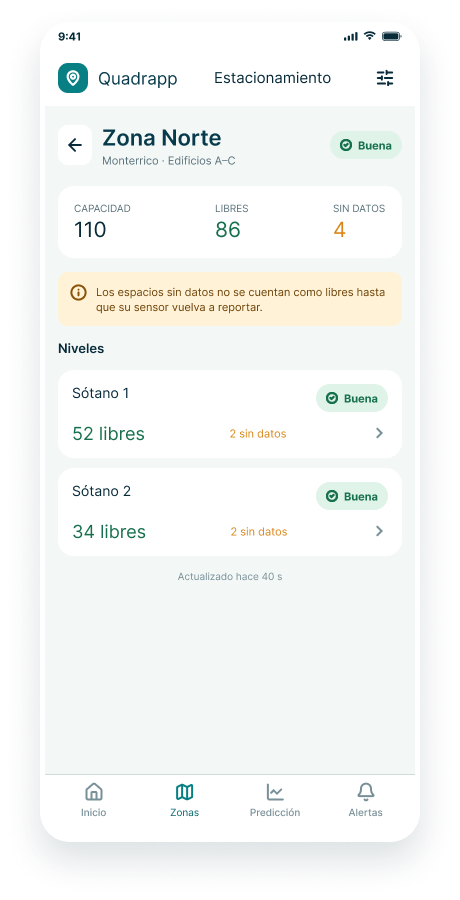 9:41
Quadrapp
Estacionamiento
Zona Norte
Monterrico · Edificios A–C
Buena
CAPACIDAD
LIBRES
SIN DATOS
110
86
4
Los espacios sin datos no se cuentan como libres hasta
que su sensor vuelva a reportar.
Niveles
Sótano 1
Buena
52 libres
2 sin datos
Sótano 2
Buena
34 libres
2 sin datos
Actualizado hace 40 s
Inicio
Zonas
Predicción
Alertas